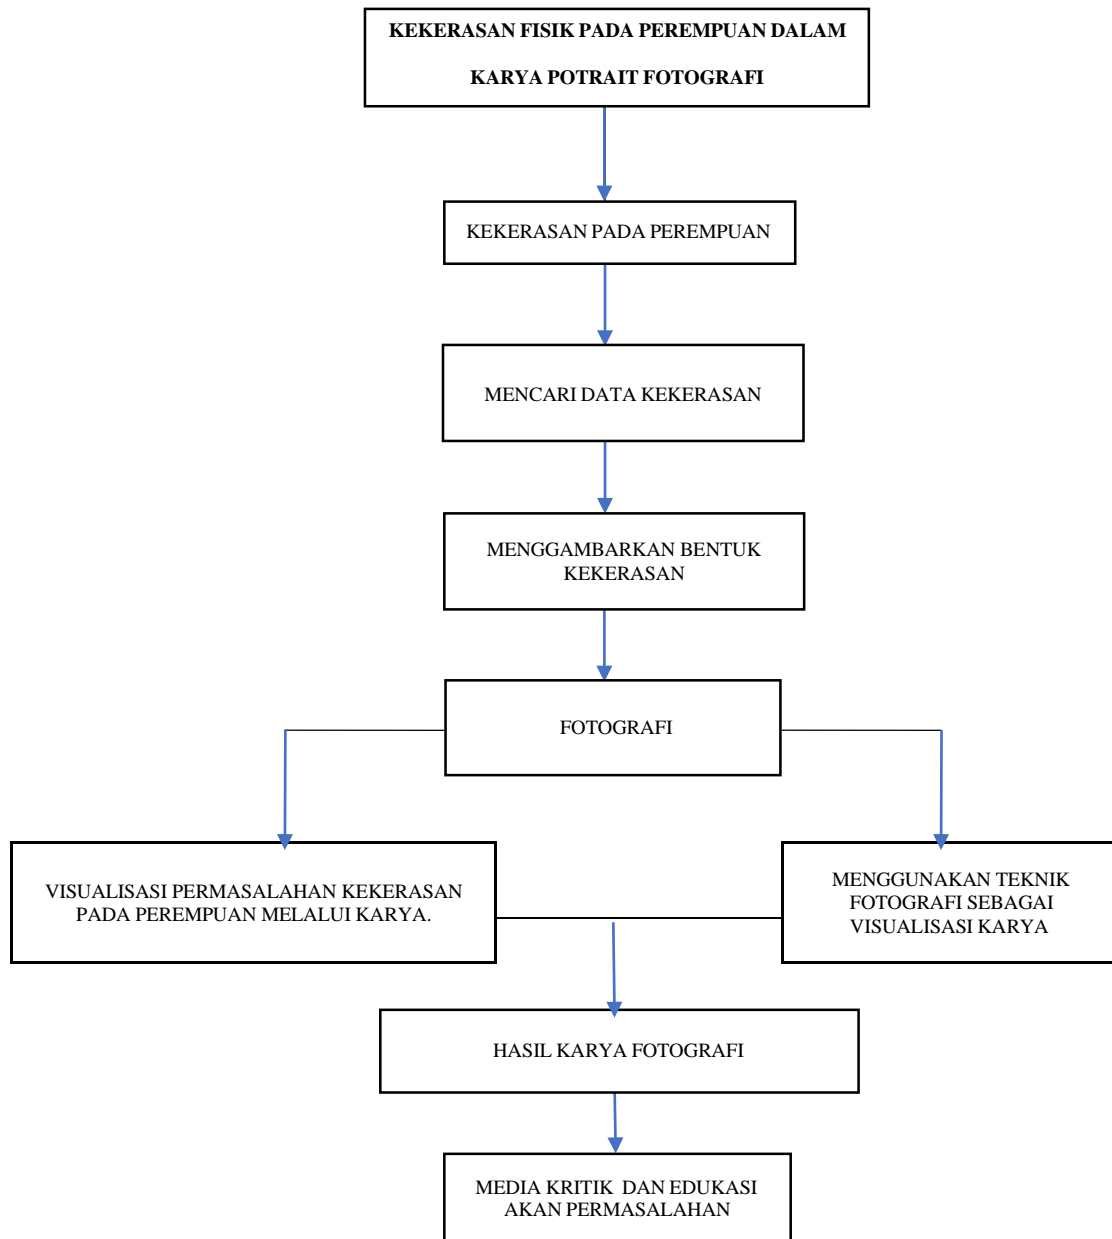 KEKERASAN FISIK PADA PEREMPUAN DALAM
KARYA POTRAIT FOTOGRAFI
KEKERASAN PADA PEREMPUAN
MENCARI DATA KEKERASAN
MENGGAMBARKAN BENTUK
KEKERASAN
FOTOGRAFI
VISUALISASI PERMASALAHAN KEKERASAN
PADA PEREMPUAN MELALUI KARYA.
MENGGUNAKAN TEKNIK
FOTOGRAFI SEBAGAI
VISUALISASI KARYA
HASIL KARYA FOTOGRAFI
MEDIA KRITIK DAN EDUKASI
AKAN PERMASALAHAN